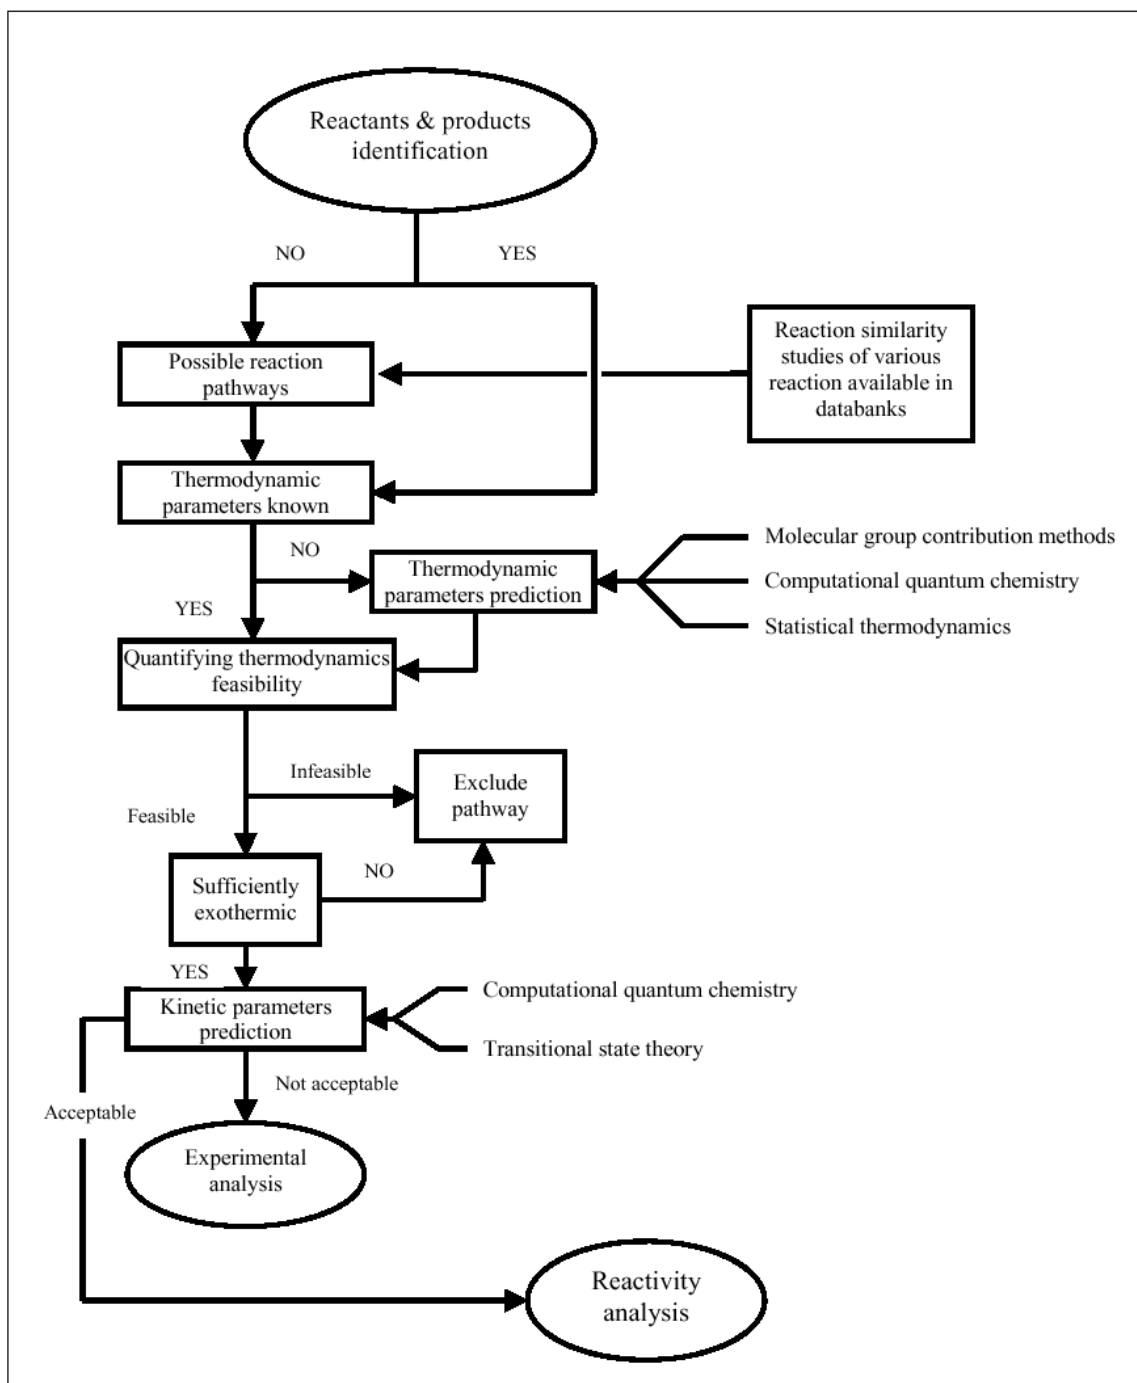 Reactants & products
identification
NO
YES
Possible reaction
pathways
Reaction similarity
studies of various
reaction available in
databanks
Thermodynamic
parameters known
NO
Thermodynamic
parameters prediction
Molecular group contribution methods
Computational quantum chemistry
Statistical thermodynamics
YES
Quantifying thermodynamics
feasibility
Infeasible
Exclude
pathway
Feasible
Sufficiently
exothermic
NO
YES
Kinetic parameters
prediction
Computational quantum chemistry
Transitional state theory
Not acceptable
Acceptable
Experimental
analysis
Reactivity
analysis